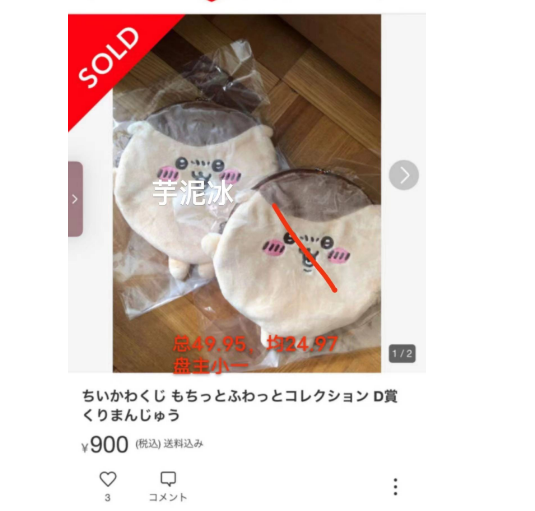 SOLD
芋泥冰
总49.95，均24.97
盘主小一
1 / 2
ちいかわくじ もちっとふわっとコレクション D賞
くりまんじゅう
¥900 (税込) 送料込み
3
コメント